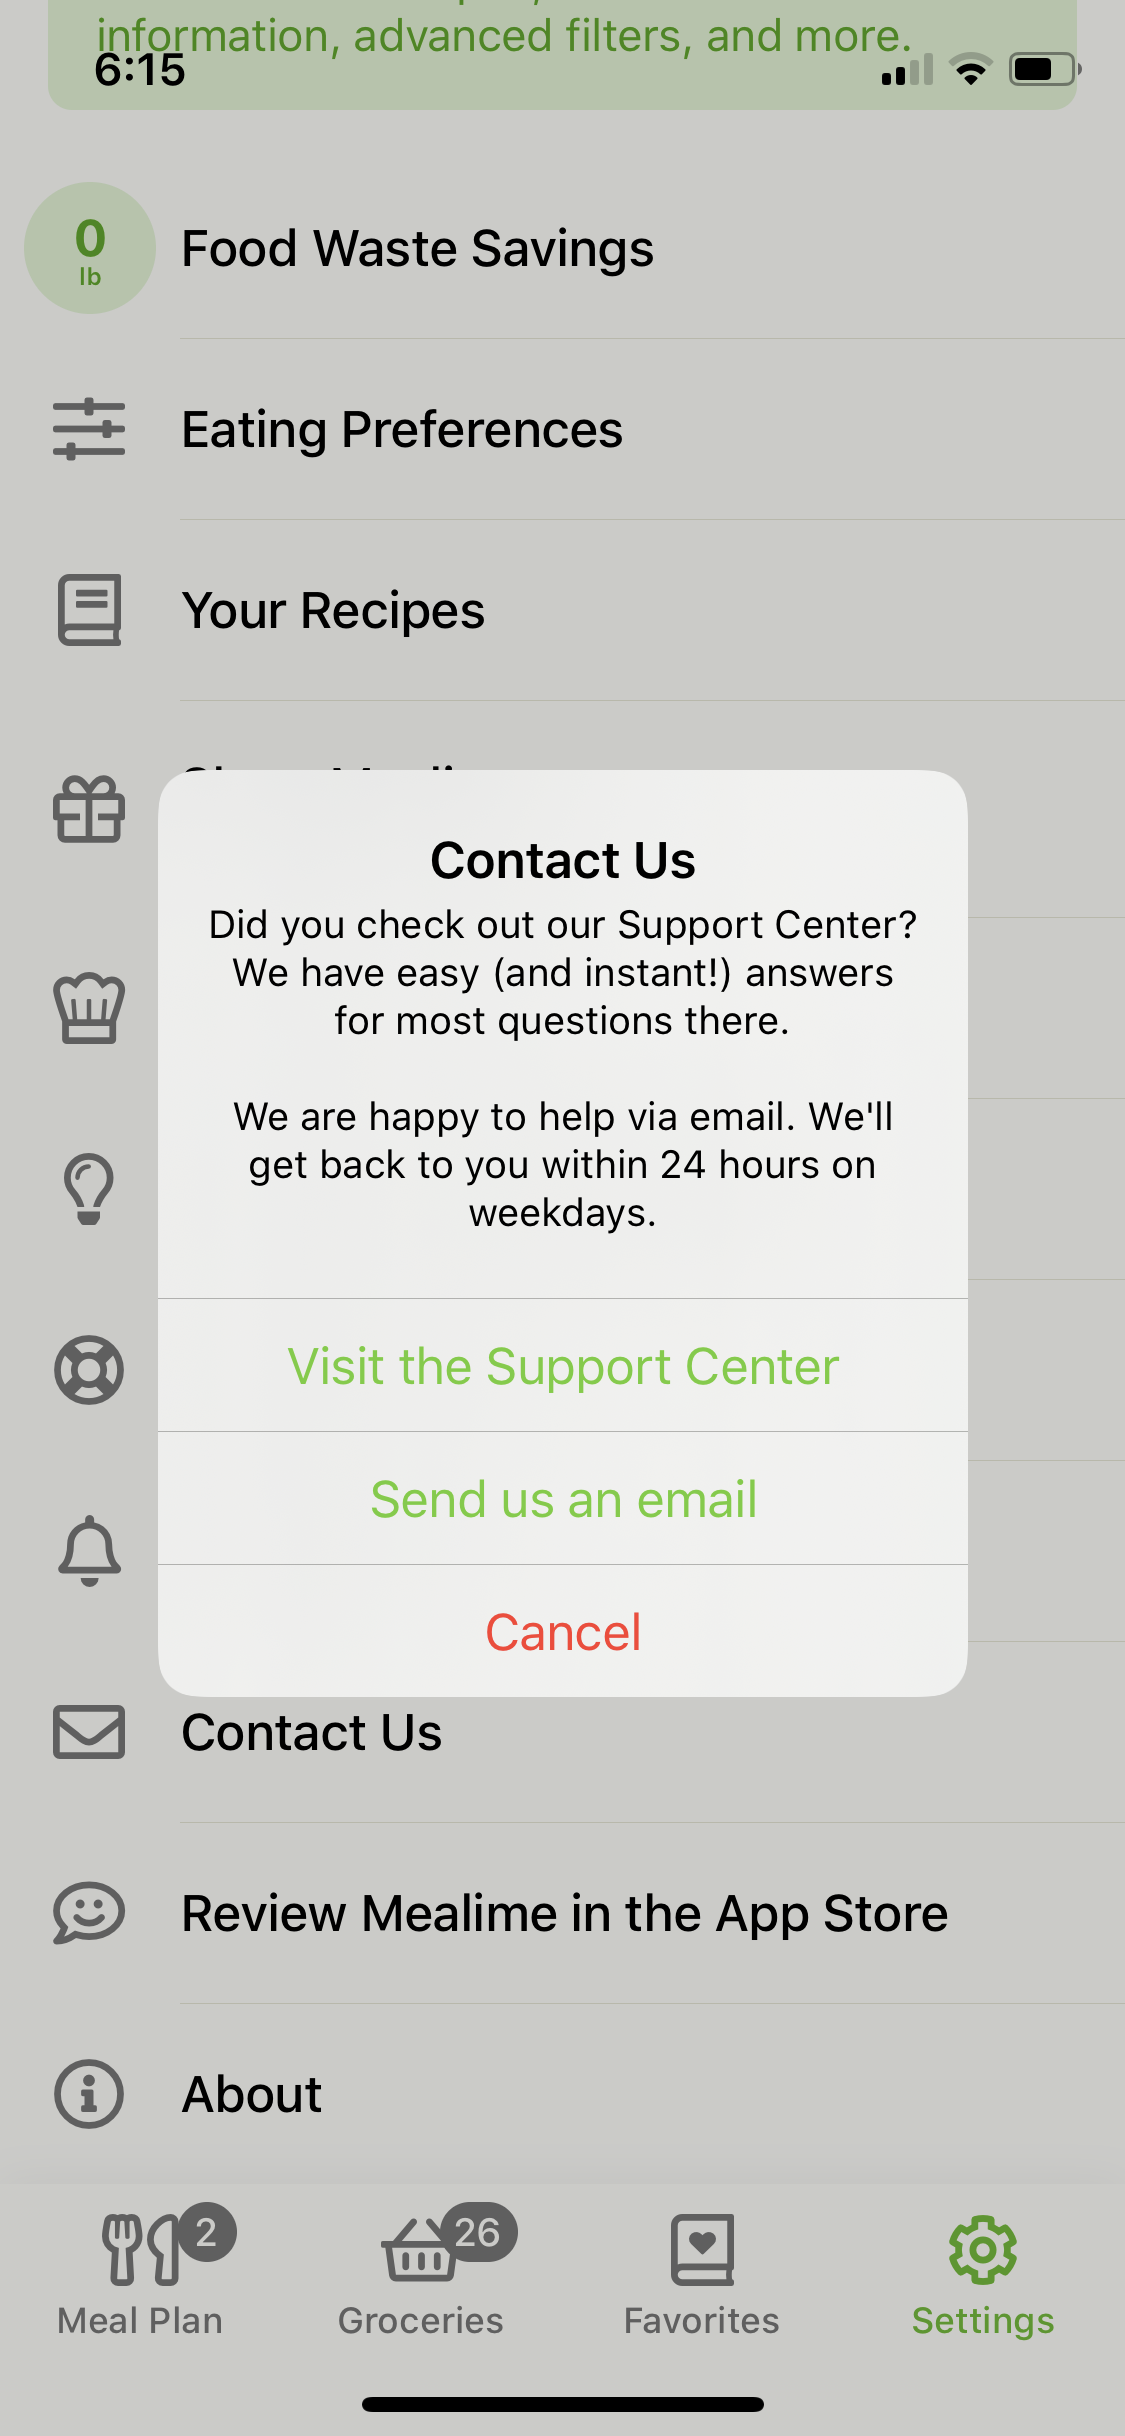 information, advanced filters, and more.
6:15
0
lb
Food Waste Savings
Eating Preferences
Your Recipes
Contact Us
Did you check out our Support Center?
We have easy (and instant!) answers
for most questions there.
We are happy to help via email. We'll
get back to you within 24 hours on
weekdays.
Visit the Support Center
Send us an email
Cancel
Contact Us
Review Mealime in the App Store
About
2
26
Meal Plan
Groceries
Favorites
Settings